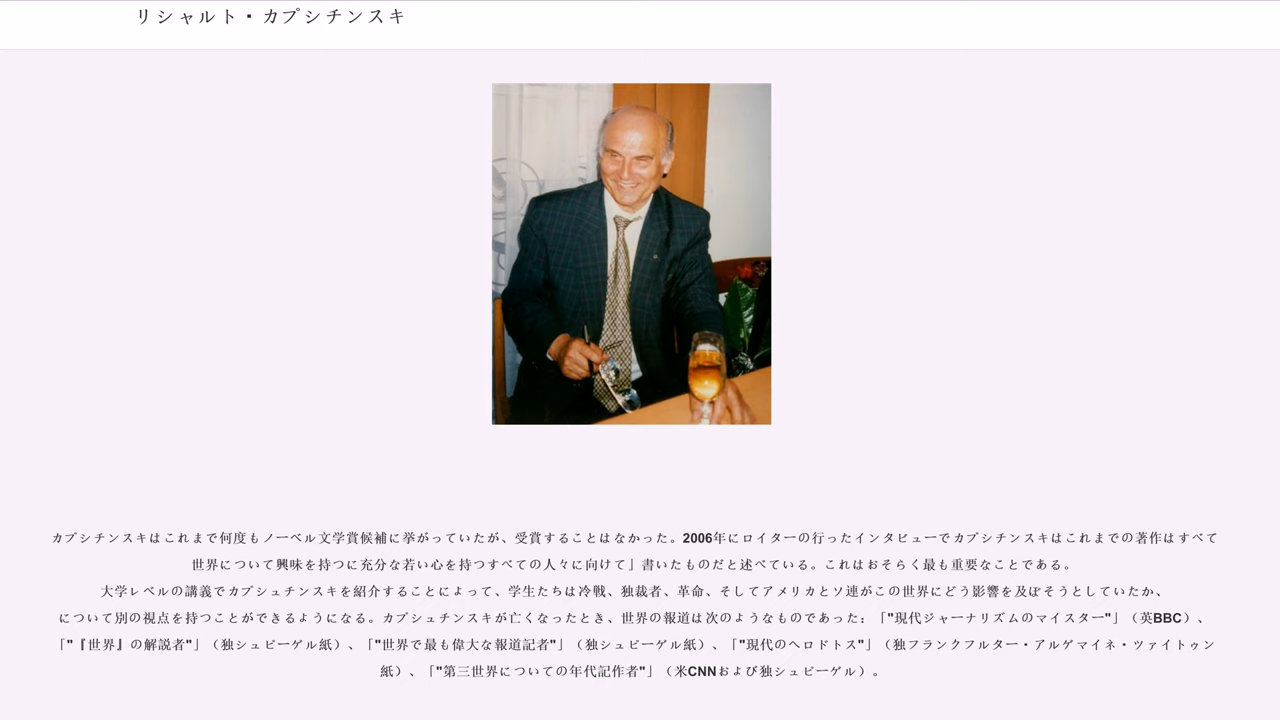 リシャルト・カプシチンスキ
カプシチンスキはこれまで何度もノーベル文学賞候補に挙がっていたが、受賞することはなかった。2006年にロイターの行ったインタビューでカプシチンスキはこれまでの著作はすべて
世界について興味を持つに充分な若い心を持つすべての人々に向けて」書いたものだと述べている。これはおそらく最も重要なことである。
大学レベルの講義でカプシュチンスキを紹介することによって、学生たちは冷戦、独裁者、革命、そしてアメリカとソ連がこの世界にどう影響を及ぼそうとしていたか、
について別の視点を持つことができるようになる。カプシュチンスキが亡くなったとき、世界の報道は次のようなものであった：「"現代ジャーナリズムのマイスター"」（英BBC）、
「"『世界』の解説者"」（独シュピーゲル紙）、「"世界で最も偉大な報道記者"」（独シュピーゲル紙）、「"現代のヘロドトス"」（独フランクフルター・アルゲマイネ・ツァイトゥン
紙）、「"第三世界についての年代記作者"」（米CNNおよび独シュピーゲル）。